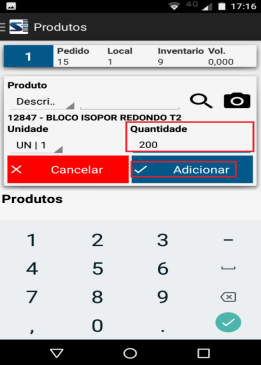 4G 17:16
S Produtos
1 Pedido Local Inventario Vol.
15 1 9 0,000
Produto
Descri..
12847 - BLOCO ISOPOR REDONDO T2
Unidade Quantidade
UN | 1 200
Cancelar Adicionar
Produtos
1 2 3 –
4 5 6
7 8 9
, 0 .